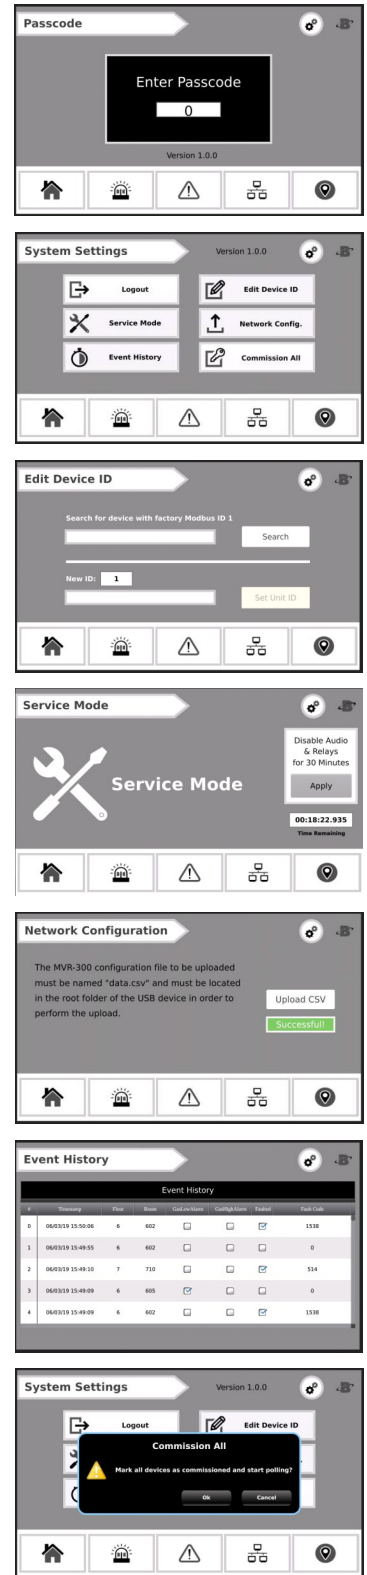 Passcode
Enter Passcode
0
Version 1.0.0
System Settings
Version 1.0.0
Logout
Edit Device ID
Service Mode
Network Config.
Event History
Commission All
Edit Device ID
Search for device with factory Modbus ID 1
Search
New ID: 1
Set Unit ID
Service Mode
Disable Audio
& Relays
for 30 Minutes
Service Mode
Apply
00:18:22.935
Time Remaining
Network Configuration
The MVR-300 configuration file to be uploaded
must be named "data.csv" and must be located
in the root folder of the USB device in order to
perform the upload.
Upload CSV
Successful!
Event History
Event History
# Timestamp Floor Room GasLowAlarm GasHighAlarm Faulted Fault Code
0 06/03/19 15:50:06 6 602 1538
1 06/03/19 15:49:55 6 602 0
2 06/03/19 15:49:10 7 710 514
3 06/03/19 15:49:09 6 605 0
4 06/03/19 15:49:09 6 602 1538
System Settings
Version 1.0.0
Logout
Edit Device ID
Commission All
Mark all devices as commissioned and start polling?
Ok
Cancel